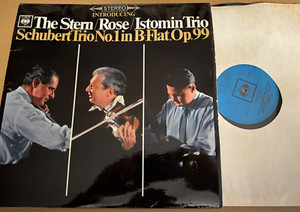 STEREO
INTRODUCING
The Stern/Rose/Istomin Trio
Schubert Trio No.1 in B-Flat, Op.99
CBS